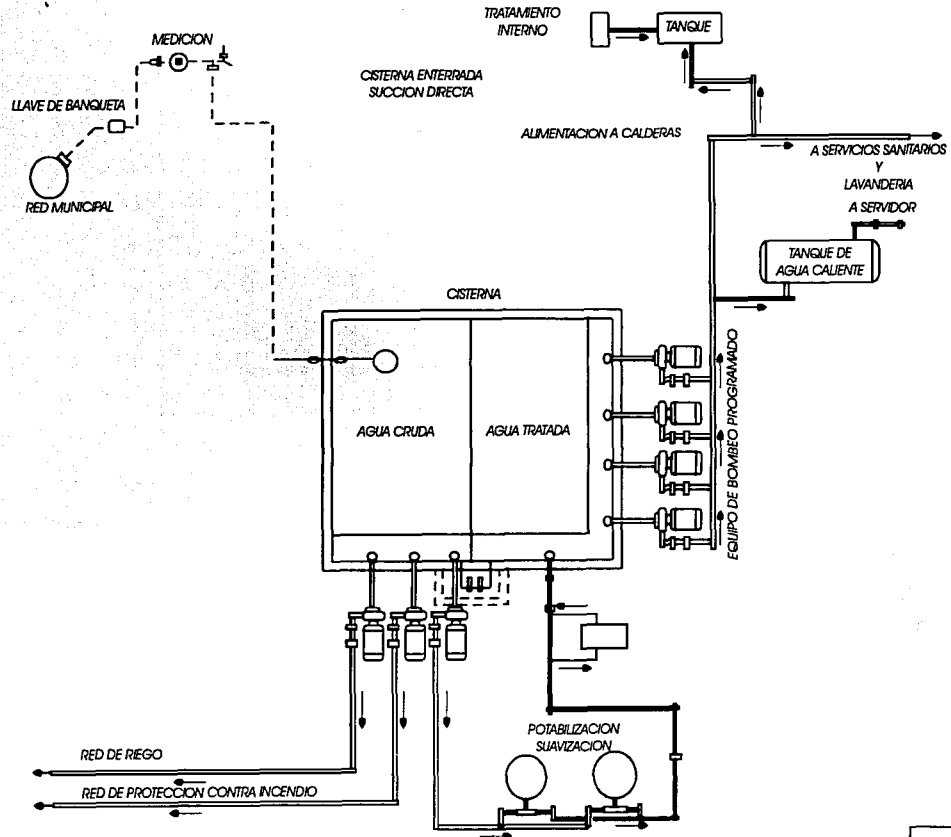 TRATAMIENTO
INTERNO
TANQUE
MEDICION
CISTERNA ENTERRADA
SUCCION DIRECTA
LLAVE DE BANQUETA
ALIMENTACION A CALDERAS
A SERVICIOS SANITARIOS
Y
LAVANDERIA
RED MUNICIPAL
A SERVIDOR
TANQUE DE
AGUA CALIENTE
CISTERNA
AGUA CRUDA
AGUA TRATADA
EQUIPO DE BOMBEO PROGRAMADO
POTABILIZACION
SUAVIZACION
RED DE RIEGO
RED DE PROTECCION CONTRA INCENDIO